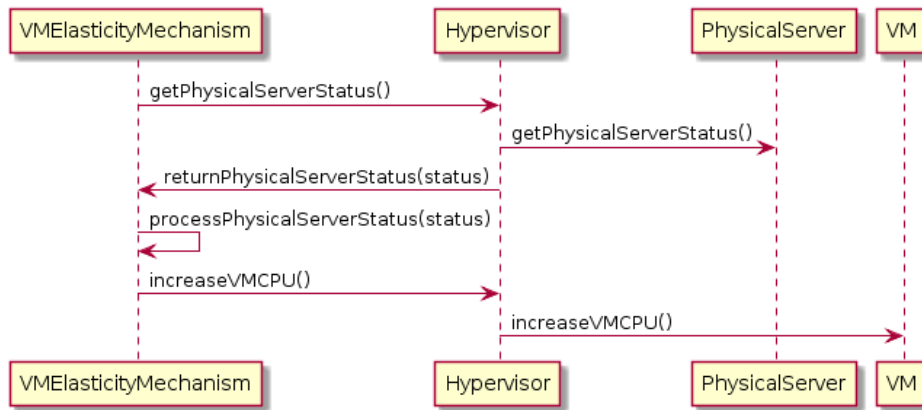 VMElasticityMechanism Hypervisor PhysicalServer VM
getPhysicalServerStatus()
getPhysicalServerStatus()
returnPhysicalServerStatus(status)
processPhysicalServerStatus(status)
increaseVMCPU()
increaseVMCPU()
VMElasticityMechanism Hypervisor PhysicalServer VM